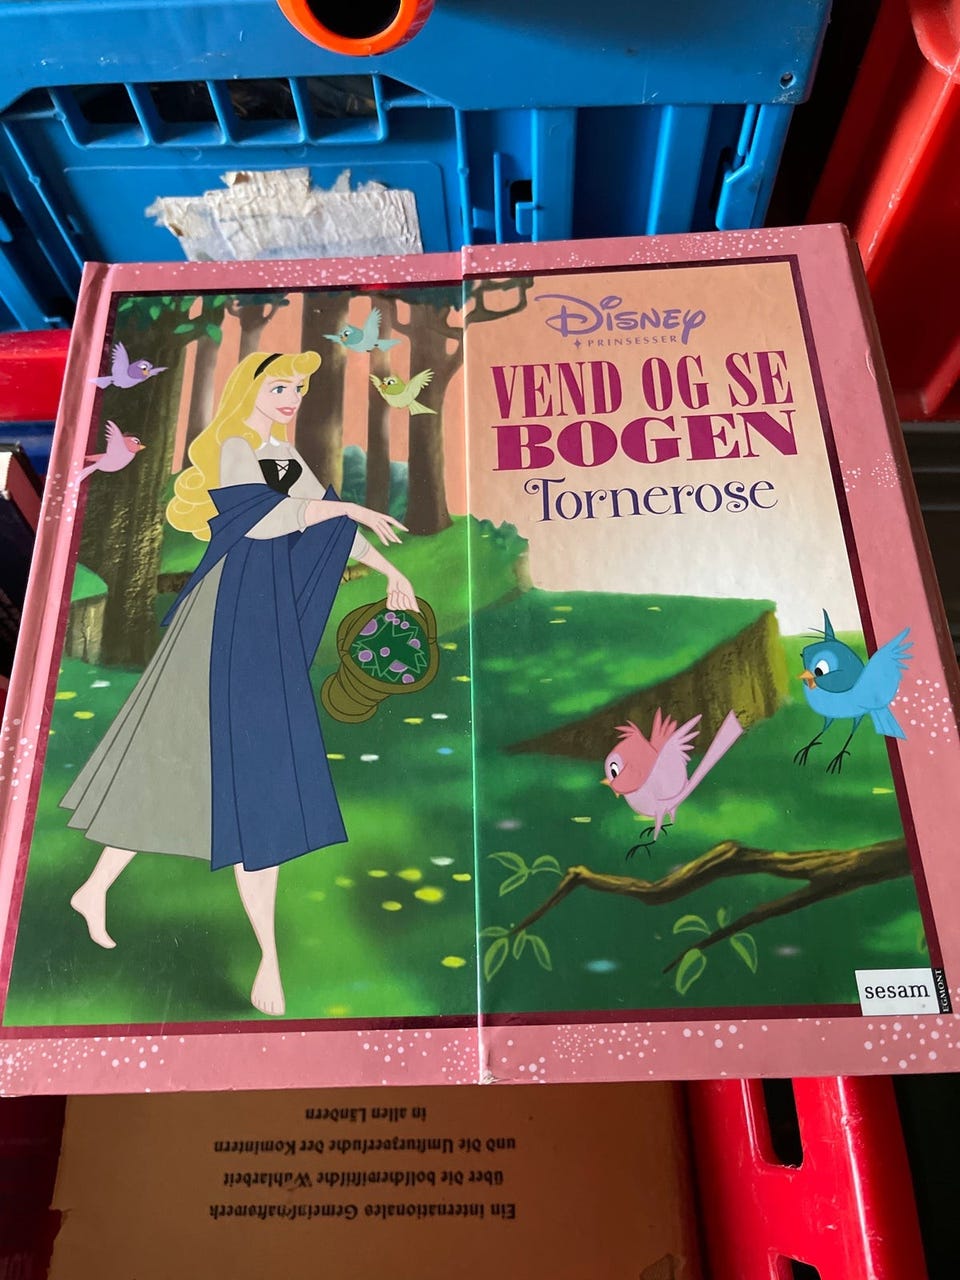 Disney
PRINSESSER
VEND OG SE
BOGEN
Tornerose
sesam
EGMONT
Ein internationales Gemeinschaftswerk
über die bolschewistische Wühlarbeit
und die Umsturzversuche der Komintern
in allen Ländern